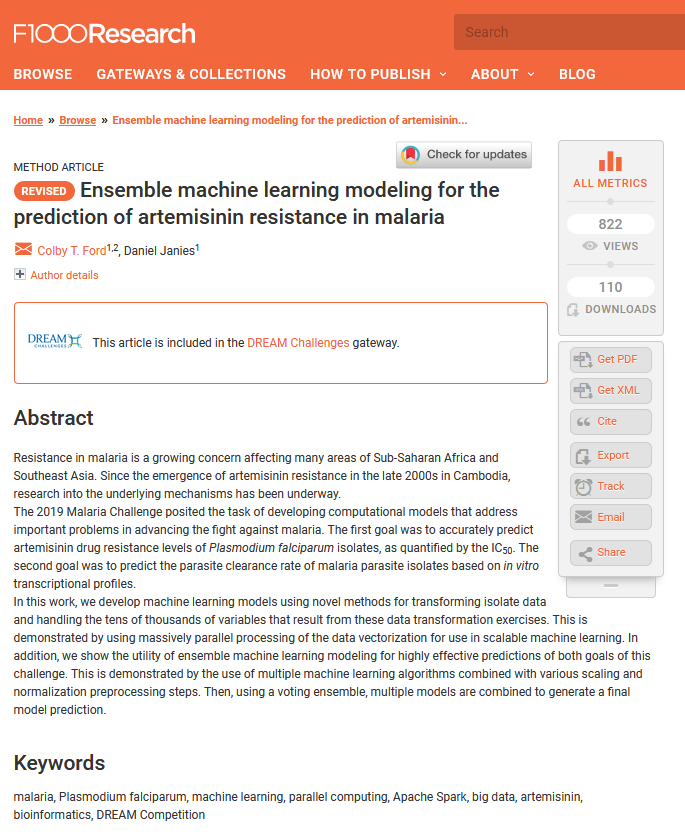 F1000Research
Search
BROWSE GATEWAYS & COLLECTIONS HOW TO PUBLISH ABOUT BLOG
Home » Browse » Ensemble machine learning modeling for the prediction of artemisinin...
Check for updates
METHOD ARTICLE
REVISED Ensemble machine learning modeling for the
prediction of artemisinin resistance in malaria
Colby T. Ford1,2, Daniel Janies1
Author details
ALL METRICS
822
VIEWS
110
DOWNLOADS
Get PDF
Get XML
Cite
Export
Track
Email
Share
DREAM
CHALLENGES
This article is included in the DREAM Challenges gateway.
Abstract
Resistance in malaria is a growing concern affecting many areas of Sub-Saharan Africa and
Southeast Asia. Since the emergence of artemisinin resistance in the late 2000s in Cambodia,
research into the underlying mechanisms has been underway.
The 2019 Malaria Challenge posited the task of developing computational models that address
important problems in advancing the fight against malaria. The first goal was to accurately predict
artemisinin drug resistance levels of Plasmodium falciparum isolates, as quantified by the IC50. The
second goal was to predict the parasite clearance rate of malaria parasite isolates based on in vitro
transcriptional profiles.
In this work, we develop machine learning models using novel methods for transforming isolate data
and handling the tens of thousands of variables that result from these data transformation exercises. This is
demonstrated by using massively parallel processing of the data vectorization for use in scalable machine learning. In
addition, we show the utility of ensemble machine learning modeling for highly effective predictions of both goals of this
challenge. This is demonstrated by the use of multiple machine learning algorithms combined with various scaling and
normalization preprocessing steps. Then, using a voting ensemble, multiple models are combined to generate a final
model prediction.
Keywords
malaria, Plasmodium falciparum, machine learning, parallel computing, Apache Spark, big data, artemisinin,
bioinformatics, DREAM Competition